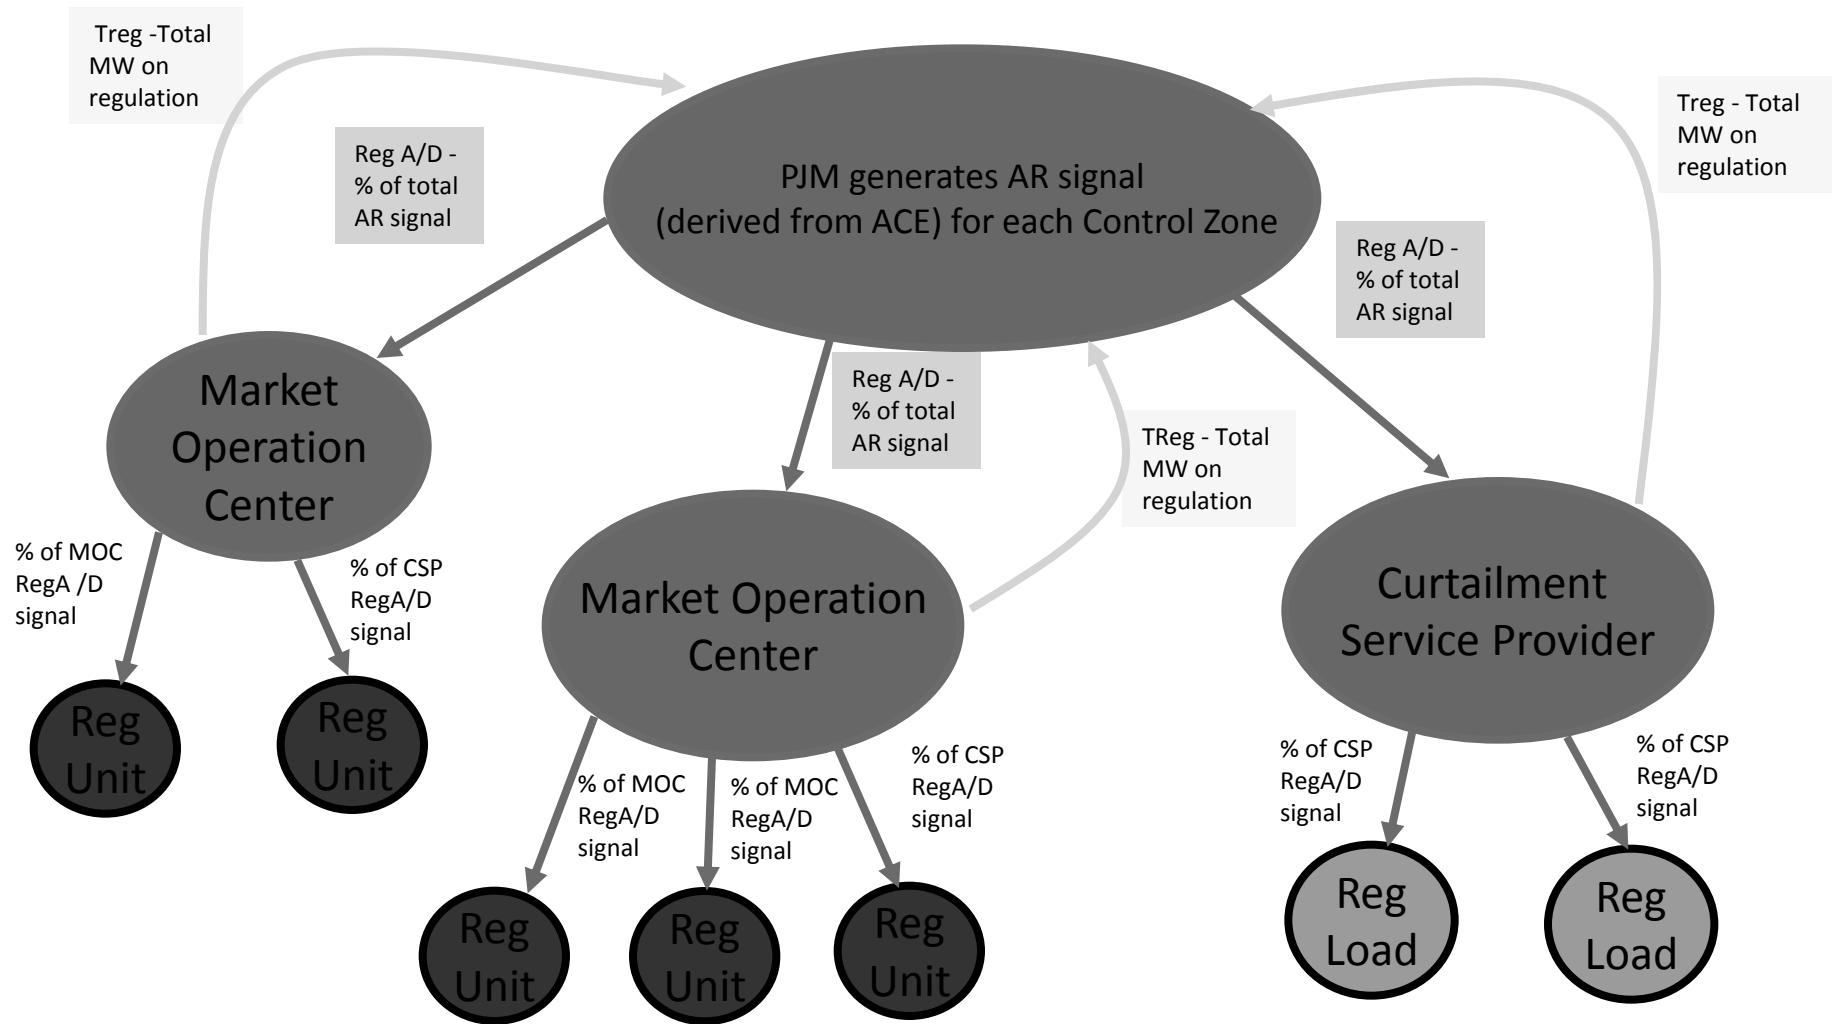 Treg -Total
MW on
regulation
Reg A/D -
% of total
AR signal
PJM generates AR signal
(derived from ACE) for each Control Zone
Treg - Total
MW on
regulation
Reg A/D -
% of total
AR signal
Reg A/D -
% of total
AR signal
TReg - Total
MW on
regulation
Market
Operation
Center
Market Operation
Center
Curtailment
Service Provider
% of MOC
RegA /D
signal
% of CSP
RegA/D
signal
Reg
Unit
Reg
Unit
% of MOC
RegA/D
signal
% of MOC
RegA/D
signal
% of CSP
RegA/D
signal
% of CSP
RegA/D
signal
% of CSP
RegA/D
signal
Reg
Unit
Reg
Unit
Reg
Unit
Reg
Load
Reg
Load